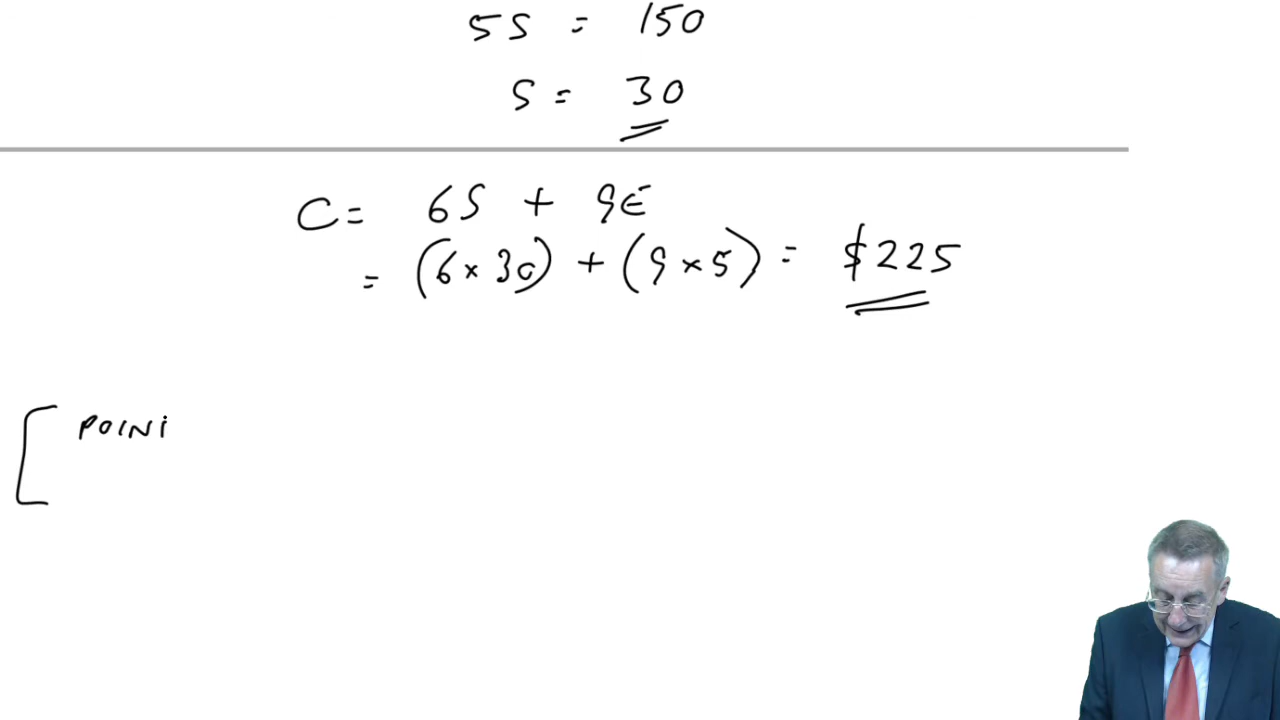 5S = 150
S = 30
C = 6S + 9E
= (6 × 30) + (9 × 5) = $225
[ POINT